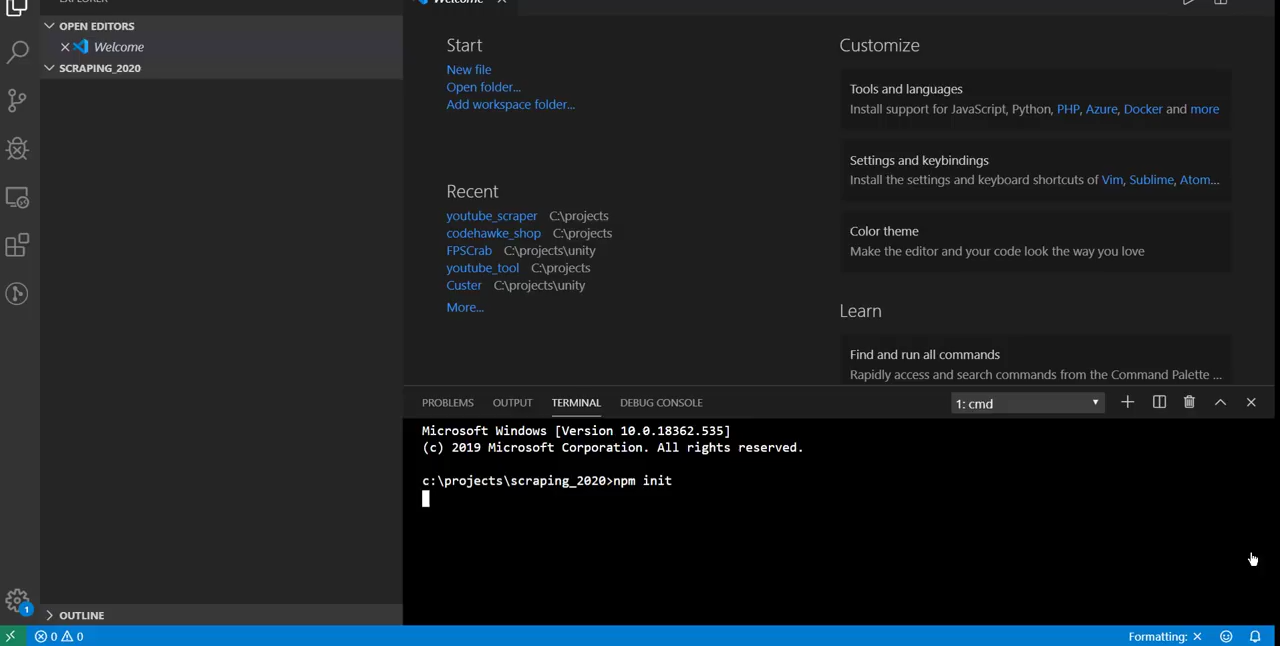 EXPLORER
OPEN EDITORS
Welcome
SCRAPING_2020
OUTLINE
Welcome
Start
New file
Open folder...
Add workspace folder...
Recent
youtube_scraper C:\projects
codehawke_shop C:\projects
FPSCrab C:\projects\unity
youtube_tool C:\projects
Custer C:\projects\unity
More...
Customize
Tools and languages
Install support for JavaScript, Python, PHP, Azure, Docker and more
Settings and keybindings
Install the settings and keyboard shortcuts of Vim, Sublime, Atom...
Color theme
Make the editor and your code look the way you love
Learn
Find and run all commands
Rapidly access and search commands from the Command Palette ...
PROBLEMS OUTPUT TERMINAL DEBUG CONSOLE 1: cmd
Microsoft Windows [Version 10.0.18362.535]
(c) 2019 Microsoft Corporation. All rights reserved.
c:\projects\scraping_2020>npm init
1
0 0 Formatting: ×